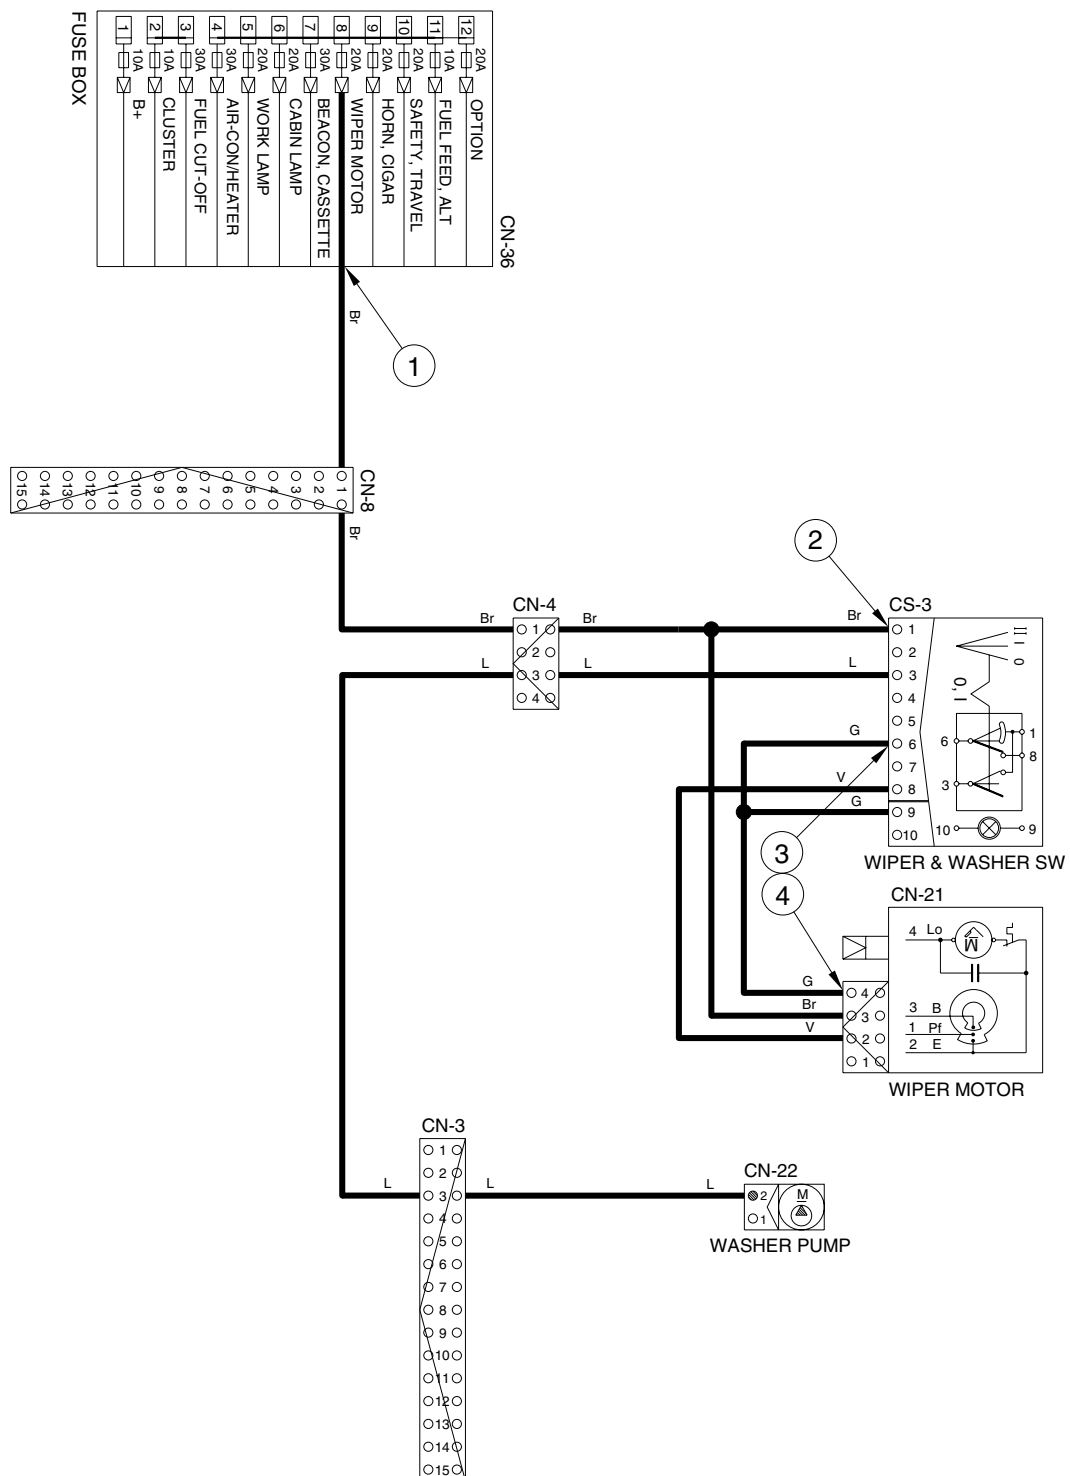 FUSE BOX
1 2 3 4 5 6 7 8 9 10 11 12
10A 10A 30A 30A 20A 20A 30A 20A 20A 20A 10A 20A
B+
CLUSTER
FUEL CUT-OFF
AIR-CON/HEATER
WORK LAMP
CABIN LAMP
BEACON, CASSETTE
WIPER MOTOR
HORN, CIGAR
SAFETY, TRAVEL
FUEL FEED, ALT
OPTION
CN-36
Br
1
CN-8
15 14 13 12 11 10 9 8 7 6 5 4 3 2 1
Br
2
CN-4
CS-3
Br 1 Br Br 1
2 2
L 3 L L 3
4 4
5
G 6
7
V 8
G 9
10
II
I
0
0, I
6 1
8
3
10 9
3
WIPER & WASHER SW
4
CN-21
4 Lo M
G 4
Br 3
V 2
1
3 B
1 Pf
2 E
WIPER MOTOR
CN-3
1
2
L 3 L L
4
5
6
7
8
9
10
11
12
13
14
15
CN-22
2 M
1
WASHER PUMP